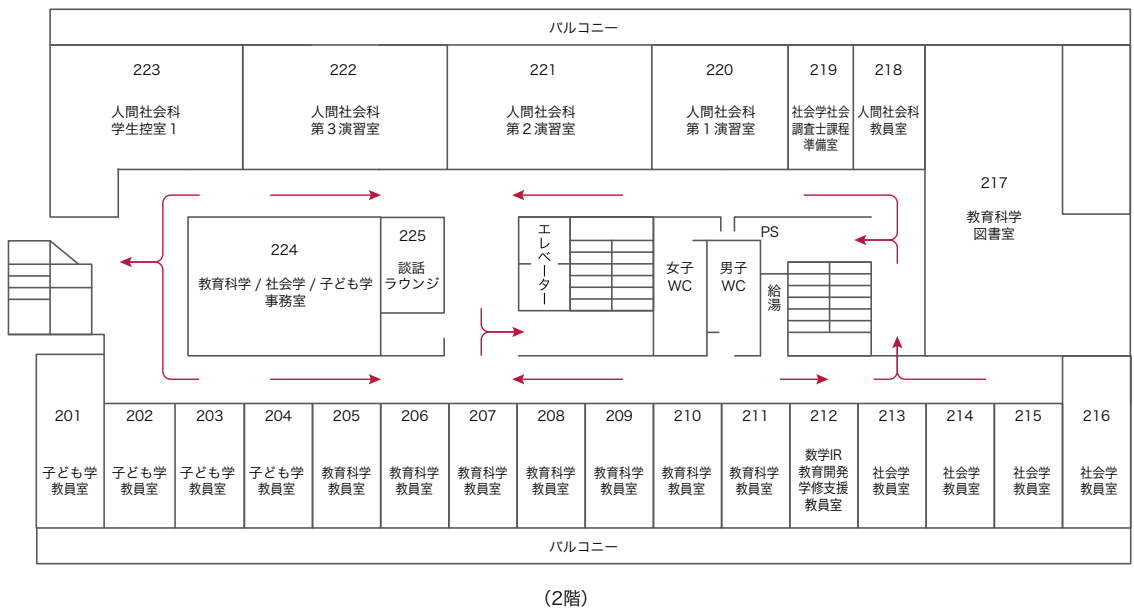 バルコニー
223
人間社会科
学生控室１
222
人間社会科
第３演習室
221
人間社会科
第２演習室
220
人間社会科
第１演習室
219
社会学社会
調査士課程
準備室
218
人間社会科
教員室
217
教育科学
図書室
224
教育科学 / 社会学 / 子ども学
事務室
225
談話
ラウンジ
エレベーター
女子
WC
男子
WC
PS
給湯
201
子ども学
教員室
202
子ども学
教員室
203
子ども学
教員室
204
子ども学
教員室
205
教育科学
教員室
206
教育科学
教員室
207
教育科学
教員室
208
教育科学
教員室
209
教育科学
教員室
210
教育科学
教員室
211
教育科学
教員室
212
数学IR
教育開発
学修支援
教員室
213
社会学
教員室
214
社会学
教員室
215
社会学
教員室
216
社会学
教員室
バルコニー
（2階）